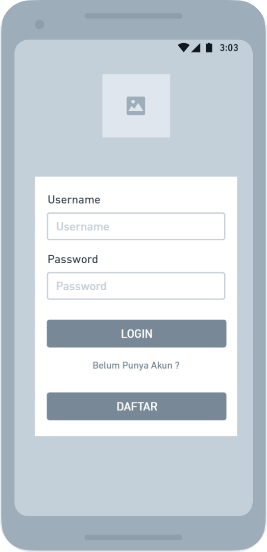 3:03
Username
Username
Password
Password
LOGIN
Belum Punya Akun ?
DAFTAR